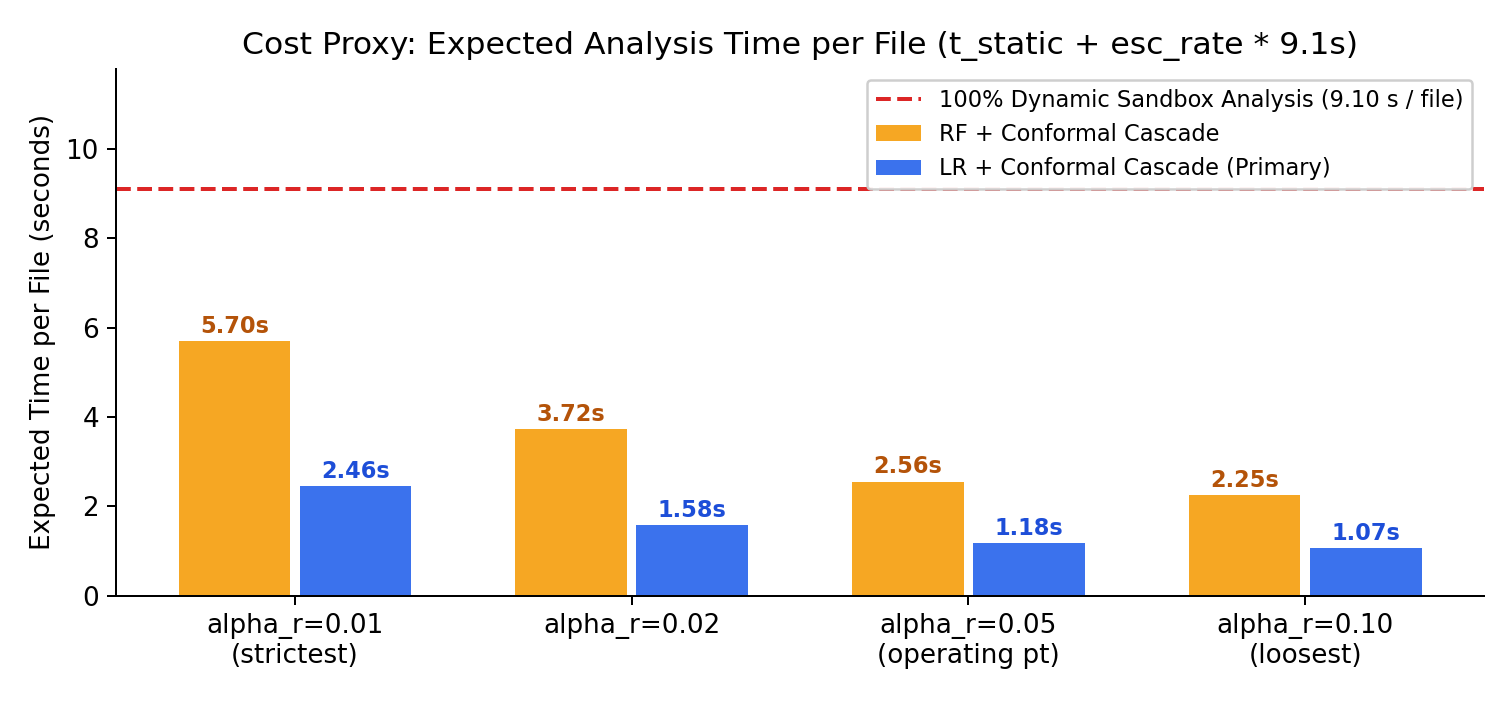 Cost Proxy: Expected Analysis Time per File (t_static + esc_rate * 9.1s)
Expected Time per File (seconds)
10
8
6
4
2
0
100% Dynamic Sandbox Analysis (9.10 s / file)
RF + Conformal Cascade
LR + Conformal Cascade (Primary)
5.70s
2.46s
3.72s
1.58s
2.56s
1.18s
2.25s
1.07s
alpha_r=0.01
(strictest)
alpha_r=0.02
alpha_r=0.05
(operating pt)
alpha_r=0.10
(loosest)